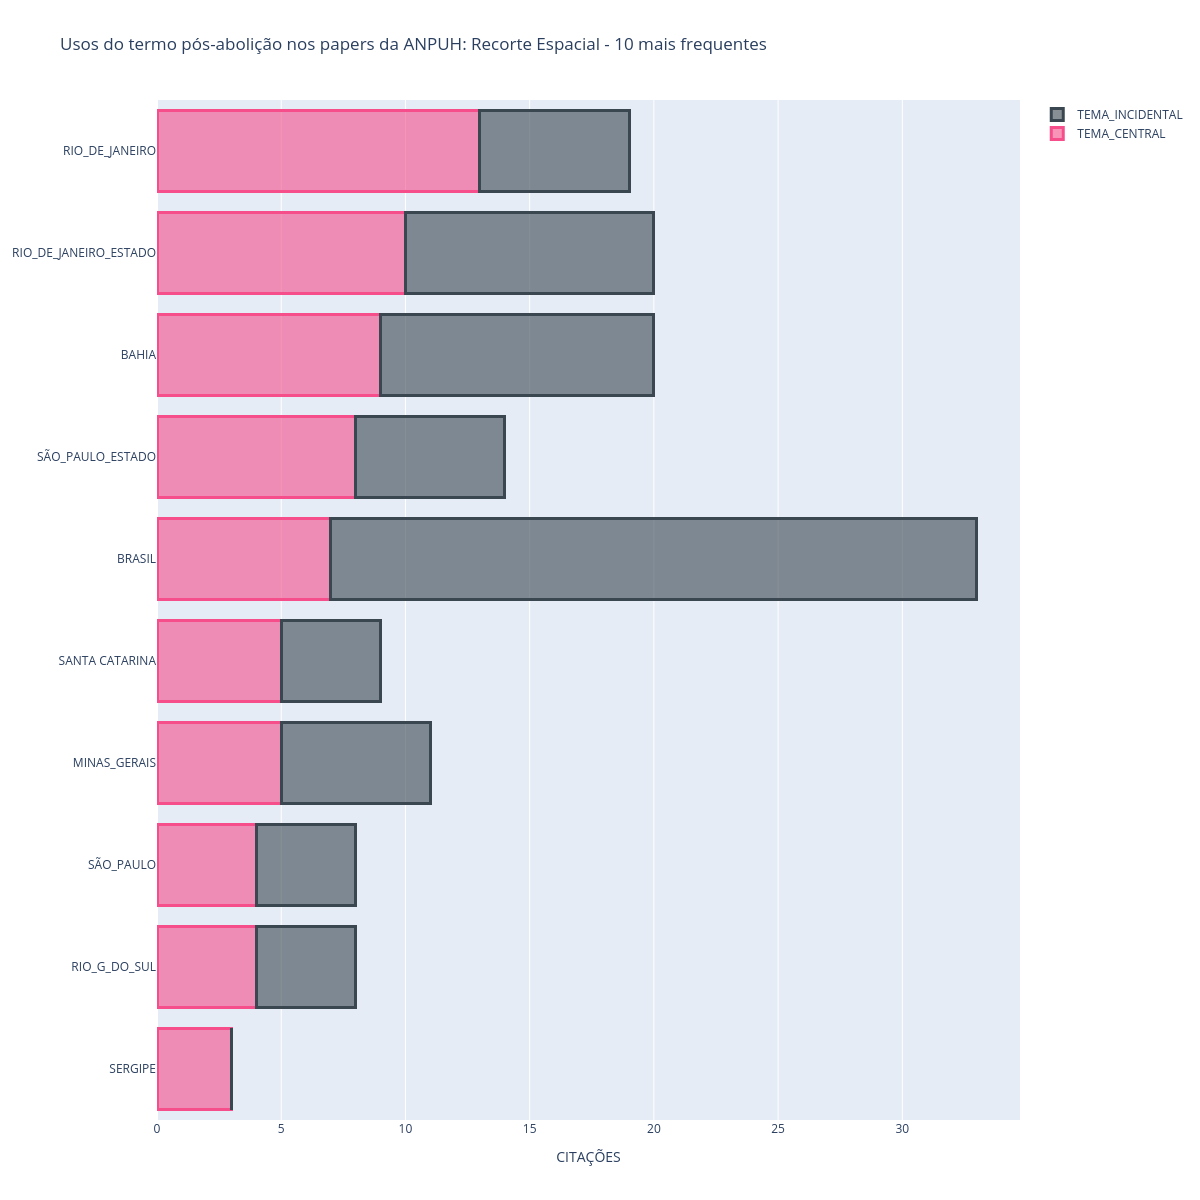 Usos do termo pós-abolição nos papers da ANPUH: Recorte Espacial - 10 mais frequentes
TEMA_INCIDENTAL
TEMA_CENTRAL
RIO_DE_JANEIRO
RIO_DE_JANEIRO_ESTADO
BAHIA
SÃO_PAULO_ESTADO
BRASIL
SANTA CATARINA
MINAS_GERAIS
SÃO_PAULO
RIO_G_DO_SUL
SERGIPE
0 5 10 15 20 25 30
CITAÇÕES